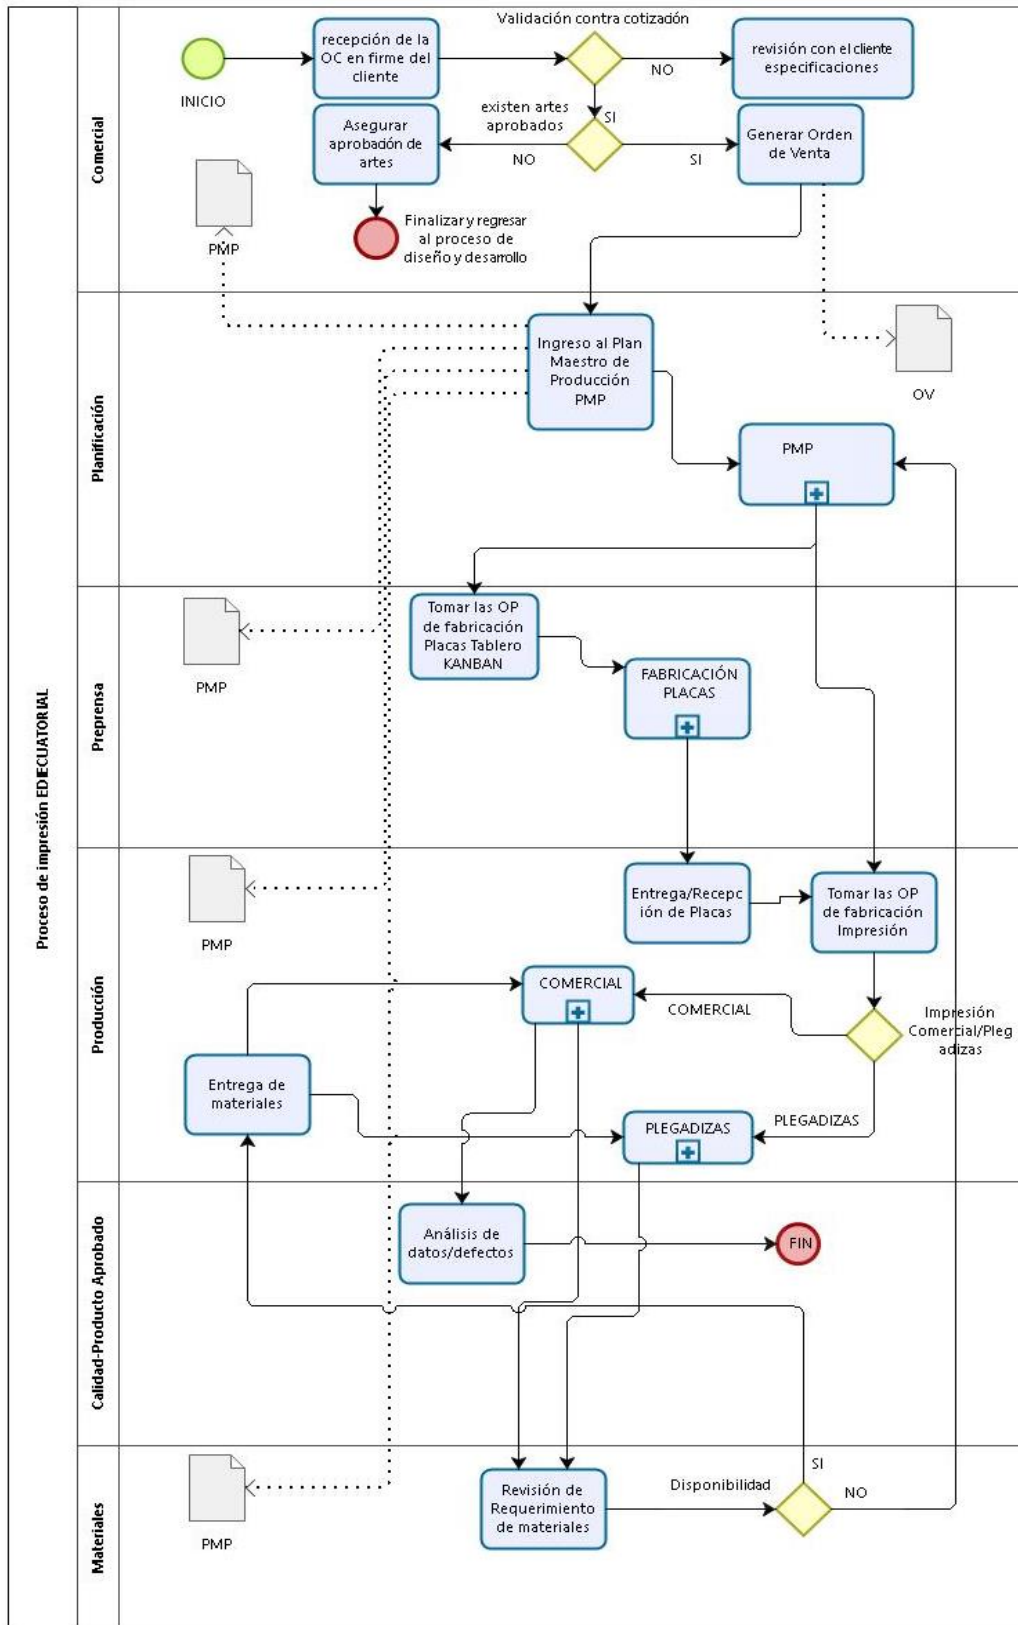 Proceso de impresión EDIECUATORIAL
Comercial
INICIO
recepción de la
OC en firme del
cliente
Validación contra cotización
NO
revisión con el cliente
especificaciones
SI
existen artes
aprobados
NO
SI
Asegurar
aprobación de
artes
Generar Orden
de Venta
Finalizar y regresar
al proceso de
diseño y desarrollo
PMP
Planificación
Ingreso al Plan
Maestro de
Producción
PMP
OV
PMP
Preprensa
PMP
Tomar las OP
de fabricación
Placas Tablero
KANBAN
FABRICACIÓN
PLACAS
Producción
PMP
Entrega/Recepc
ión de Placas
Tomar las OP
de fabricación
Impresión
COMERCIAL
COMERCIAL
Impresión
Comercial/Pleg
adizas
Entrega de
materiales
PLEGADIZAS
PLEGADIZAS
Calidad-Producto Aprobado
Análisis de
datos/defectos
FIN
Materiales
PMP
Revisión de
Requerimiento
de materiales
Disponibilidad
SI
NO